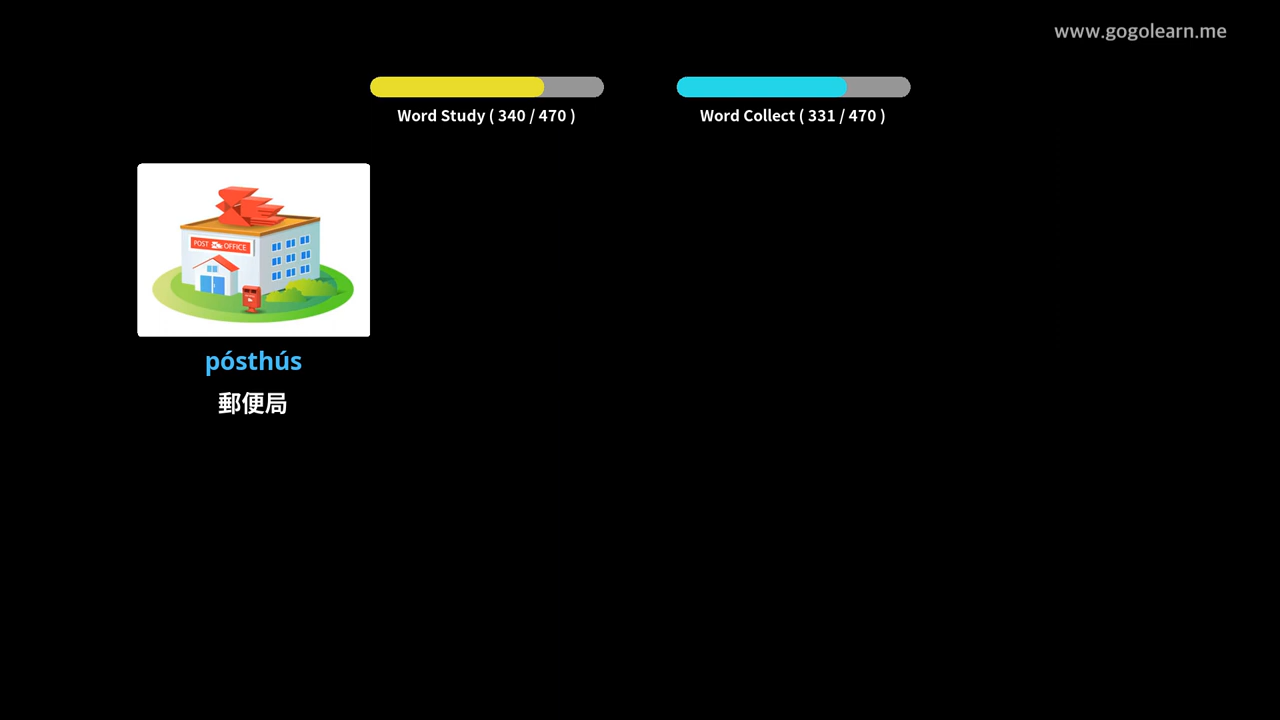 www.gogolearn.me
Word Study ( 340 / 470 )
Word Collect ( 331 / 470 )
POST OFFICE
pósthús
郵便局